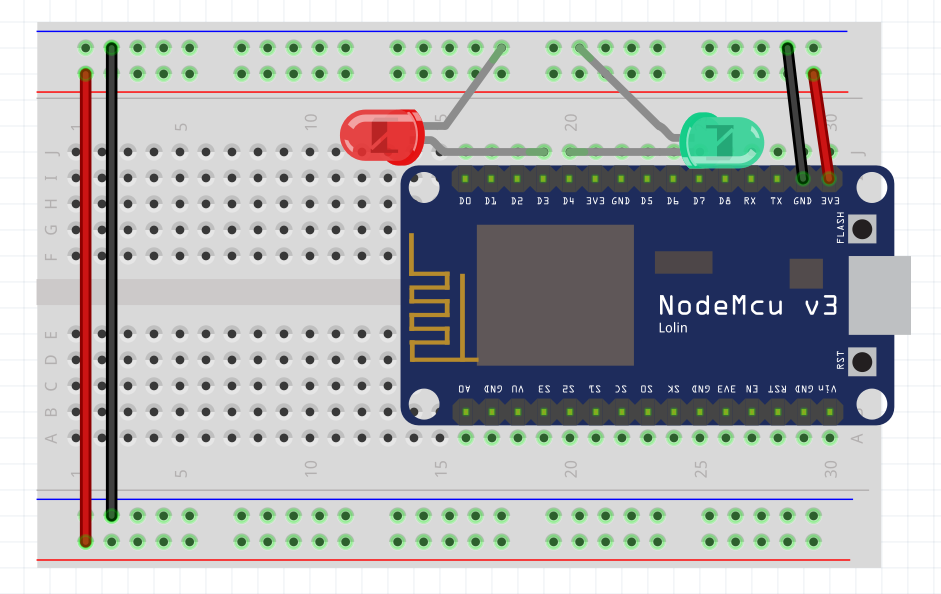 1 5 10 20 30
J J
I
D0 D1 D2 D3 D4 3V3 GND D5 D6 D7 D8 RX TX GND 3V3
H
FLASH
G
F
NodeMcu v3
Lolin
E
D
RST
C
A0 GND VU S3 S2 S1 SC S0 SK GND 3V3 EN RST GND Vin
B
A A
1 5 10 15 20 25 30